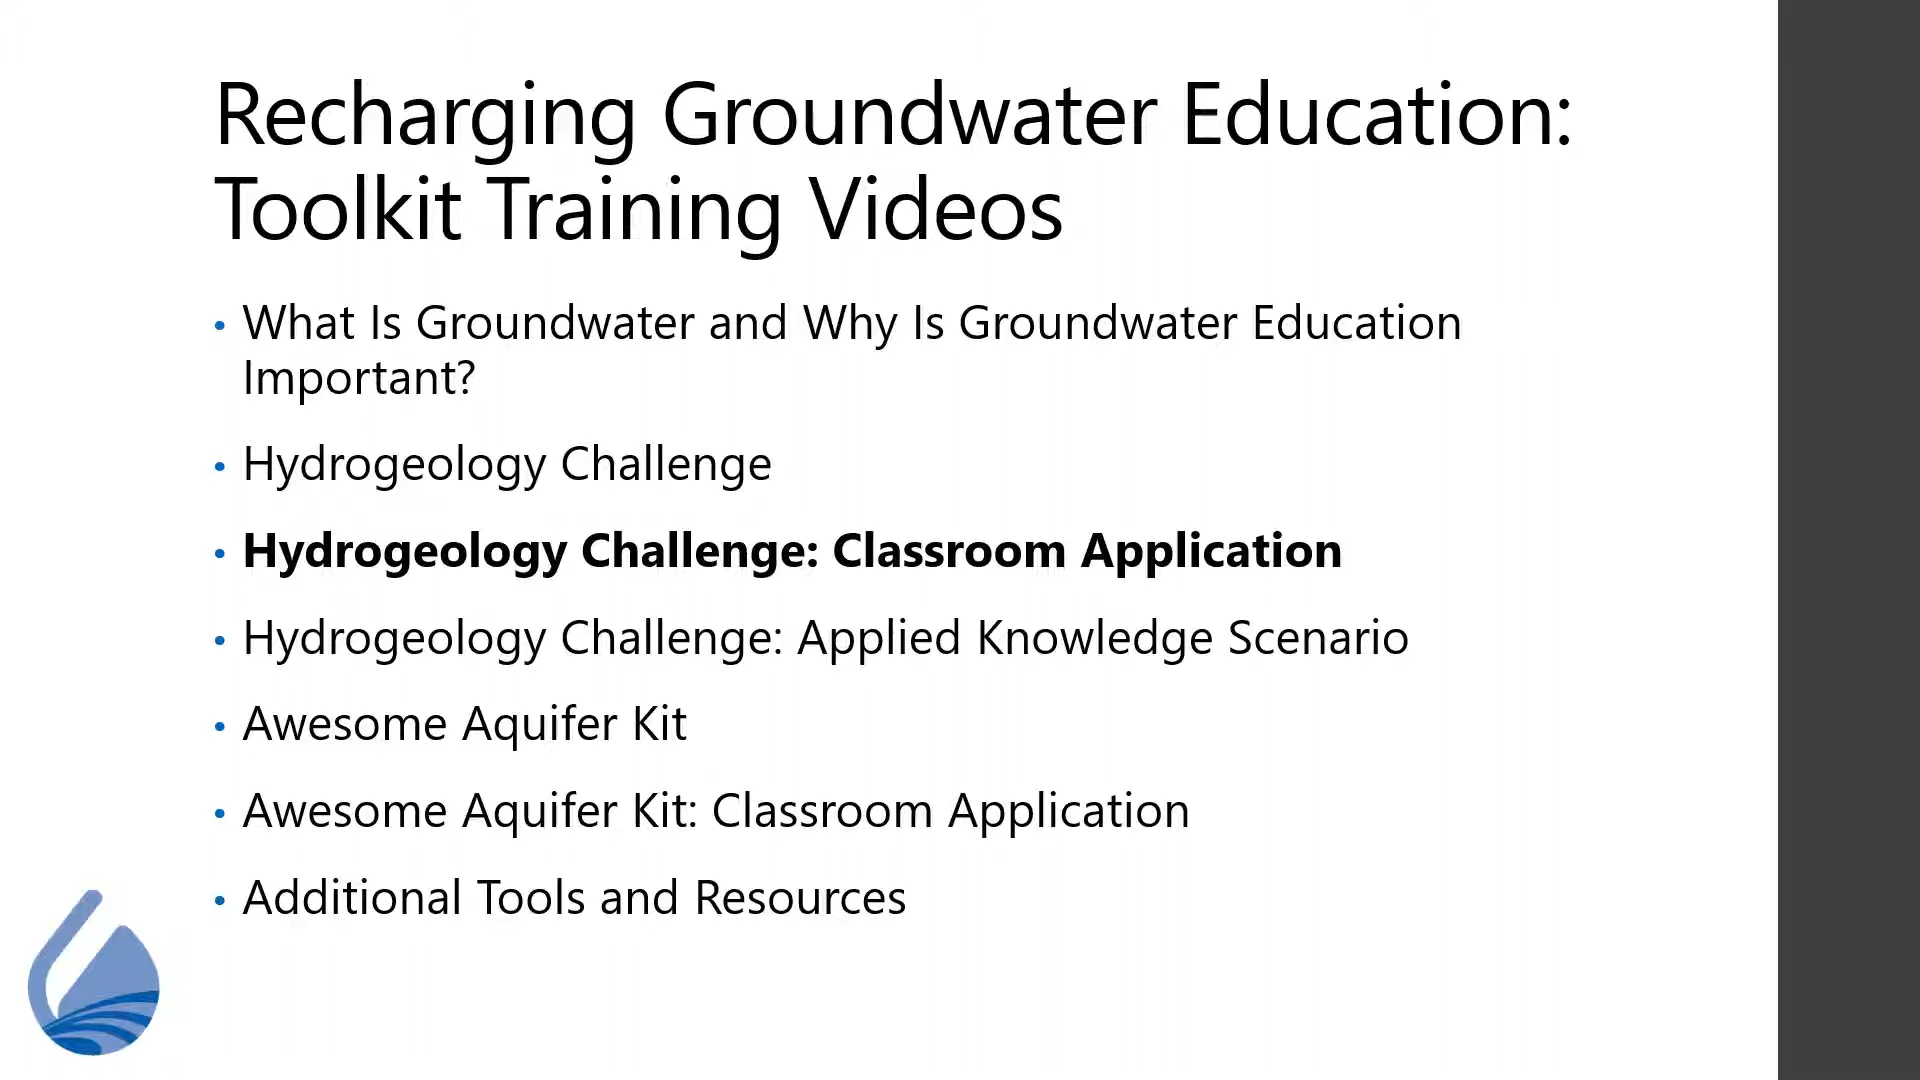 Recharging Groundwater Education:
Toolkit Training Videos
• What Is Groundwater and Why Is Groundwater Education
Important?
• Hydrogeology Challenge
• Hydrogeology Challenge: Classroom Application
• Hydrogeology Challenge: Applied Knowledge Scenario
• Awesome Aquifer Kit
• Awesome Aquifer Kit: Classroom Application
• Additional Tools and Resources